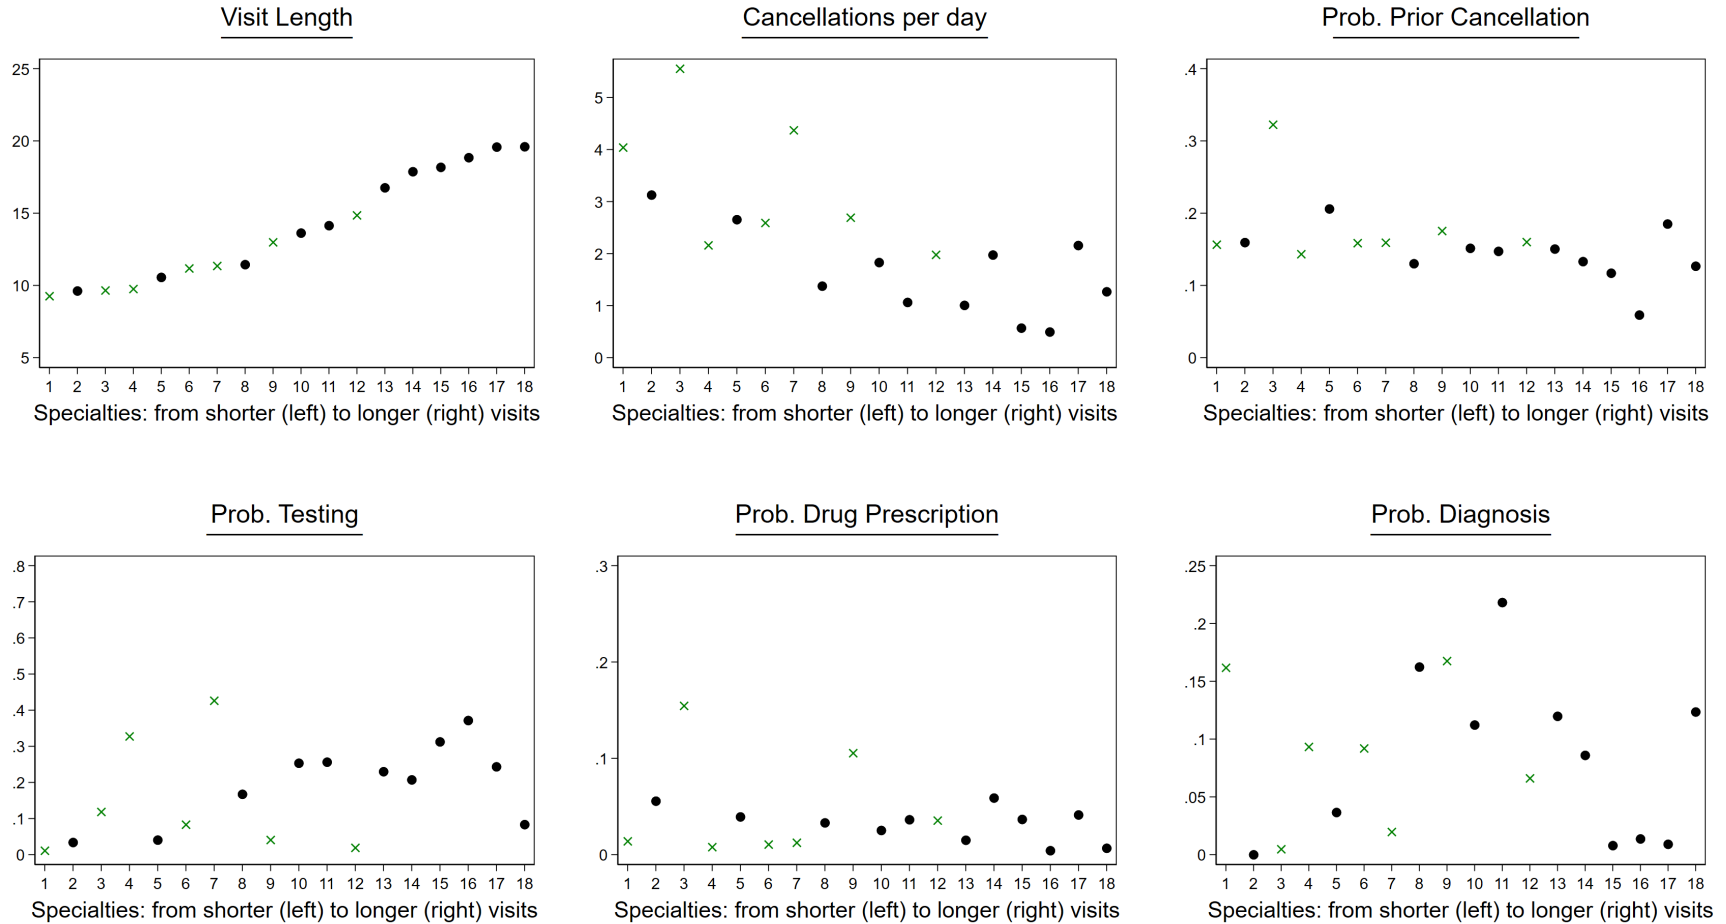 Visit Length
25
20
15
10
5
1 2 3 4 5 6 7 8 9 10 11 12 13 14 15 16 17 18
Specialties: from shorter (left) to longer (right) visits
Cancellations per day
5
4
3
2
1
0
1 2 3 4 5 6 7 8 9 10 11 12 13 14 15 16 17 18
Specialties: from shorter (left) to longer (right) visits
Prob. Prior Cancellation
.4
.3
.2
.1
0
1 2 3 4 5 6 7 8 9 10 11 12 13 14 15 16 17 18
Specialties: from shorter (left) to longer (right) visits
Prob. Testing
.8
.7
.6
.5
.4
.3
.2
.1
0
1 2 3 4 5 6 7 8 9 10 11 12 13 14 15 16 17 18
Specialties: from shorter (left) to longer (right) visits
Prob. Drug Prescription
.3
.2
.1
0
1 2 3 4 5 6 7 8 9 10 11 12 13 14 15 16 17 18
Specialties: from shorter (left) to longer (right) visits
Prob. Diagnosis
.25
.2
.15
.1
.05
0
1 2 3 4 5 6 7 8 9 10 11 12 13 14 15 16 17 18
Specialties: from shorter (left) to longer (right) visits